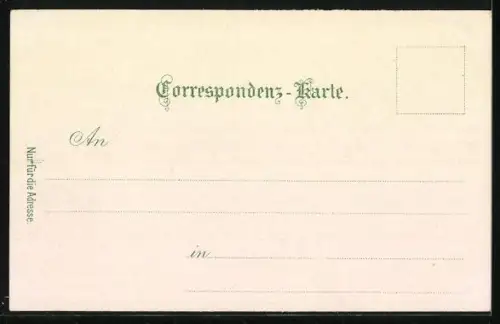 Correspondenz-Karte.
An
in
Nur für die Adresse.